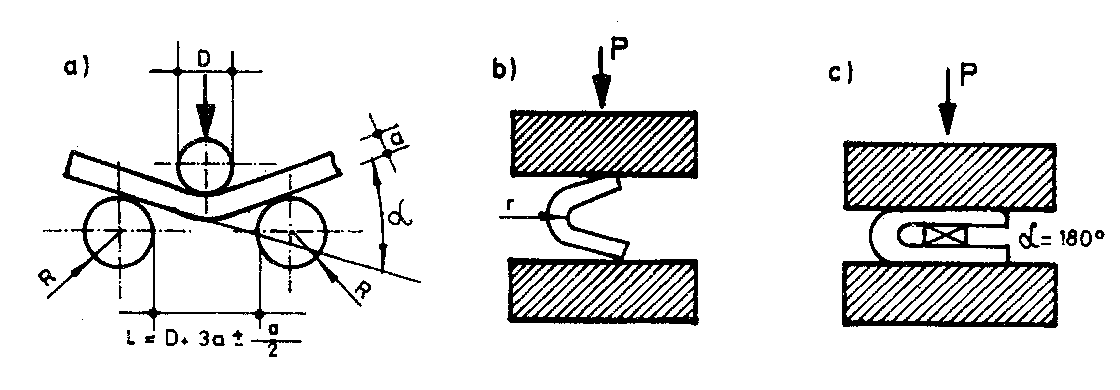 a)
D
a
α
R
R
L = D + 3a ± a/2
b)
P
r
c)
P
α = 180°